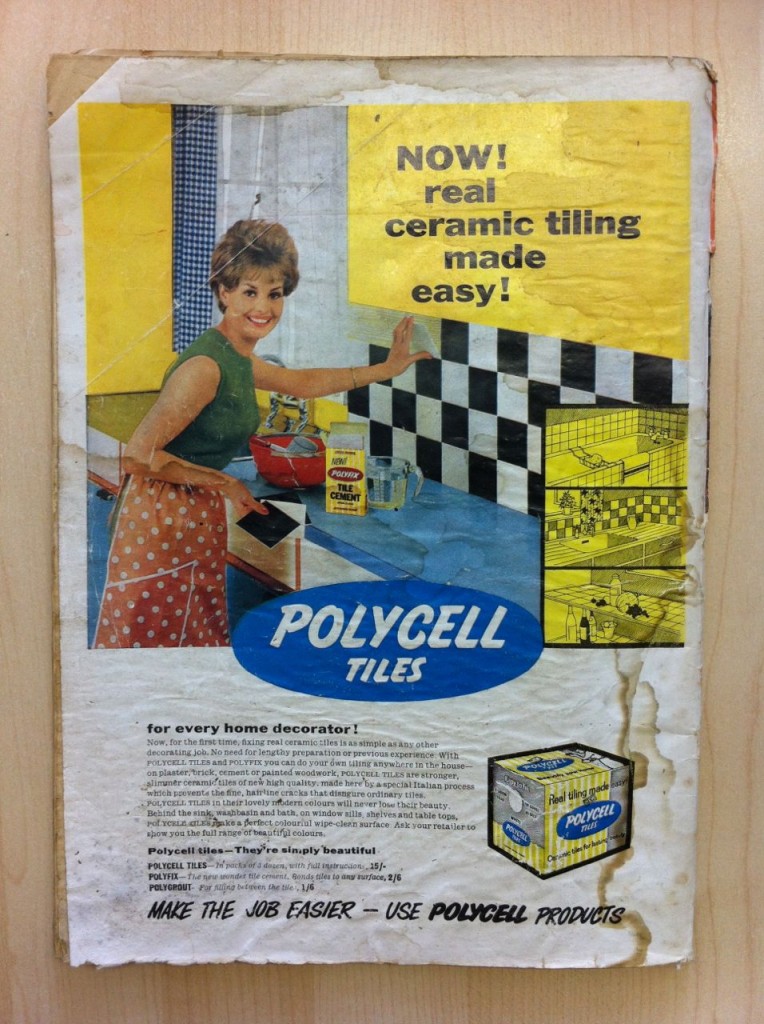 NOW!
real
ceramic tiling
made
easy!
NEW!
POLYFIX
TILE
CEMENT
POLYCELL
TILES
for every home decorator!
Now, for the first time, fixing real ceramic tiles is as simple as any other
decorating job. No need for lengthy preparation or previous experience. With
POLYCELL TILES and POLYFIX you can do your own tiling anywhere in the house—
on plaster, brick, cement or painted woodwork. POLYCELL TILES are stronger,
slimmer ceramic tiles of new high quality, made here by a special Italian process
which prevents the fine, hair line cracks that disfigure ordinary tiles.
POLYCELL TILES in their lovely modern colours will never lose their beauty.
Behind the sink, washbasin and bath, on window sills, shelves and table tops,
POLYCELL TILES make a perfect colourful wipe-clean surface. Ask your retailer to
show you the full range of beautiful colours.
Polycell tiles—They're simply beautiful
POLYCELL TILES—In packs of a dozen, with full instructions, 15/-
POLYFIX—The new wonder tile cement. Bonds tiles to any surface, 2/6
POLYGROUT- For filling between the tiles, 1/6
POLYCELL
Real tiling made easy
POLYCELL
TILES
POLYCELL
TILES
MAKE THE JOB EASIER — USE POLYCELL PRODUCTS